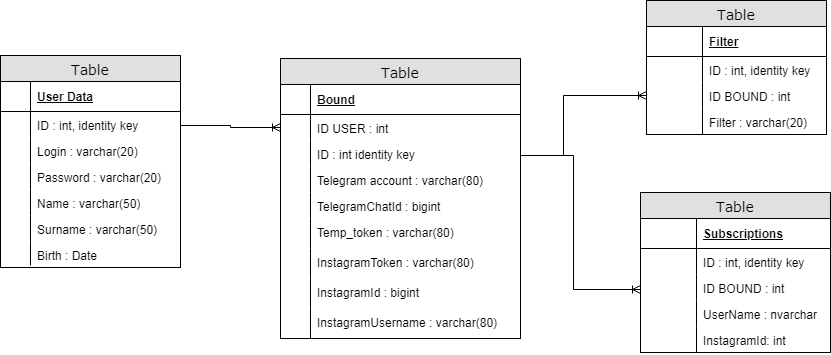 Table
User Data
ID : int, identity key
Login : varchar(20)
Password : varchar(20)
Name : varchar(50)
Surname : varchar(50)
Birth : Date
Table
Bound
ID USER : int
ID : int identity key
Telegram account : varchar(80)
TelegramChatId : bigint
Temp_token : varchar(80)
InstagramToken : varchar(80)
InstagramId : bigint
InstagramUsername : varchar(80)
Table
Filter
ID : int, identity key
ID BOUND : int
Filter : varchar(20)
Table
Subscriptions
ID : int, identity key
ID BOUND : int
UserName : nvarchar
InstagramId: int